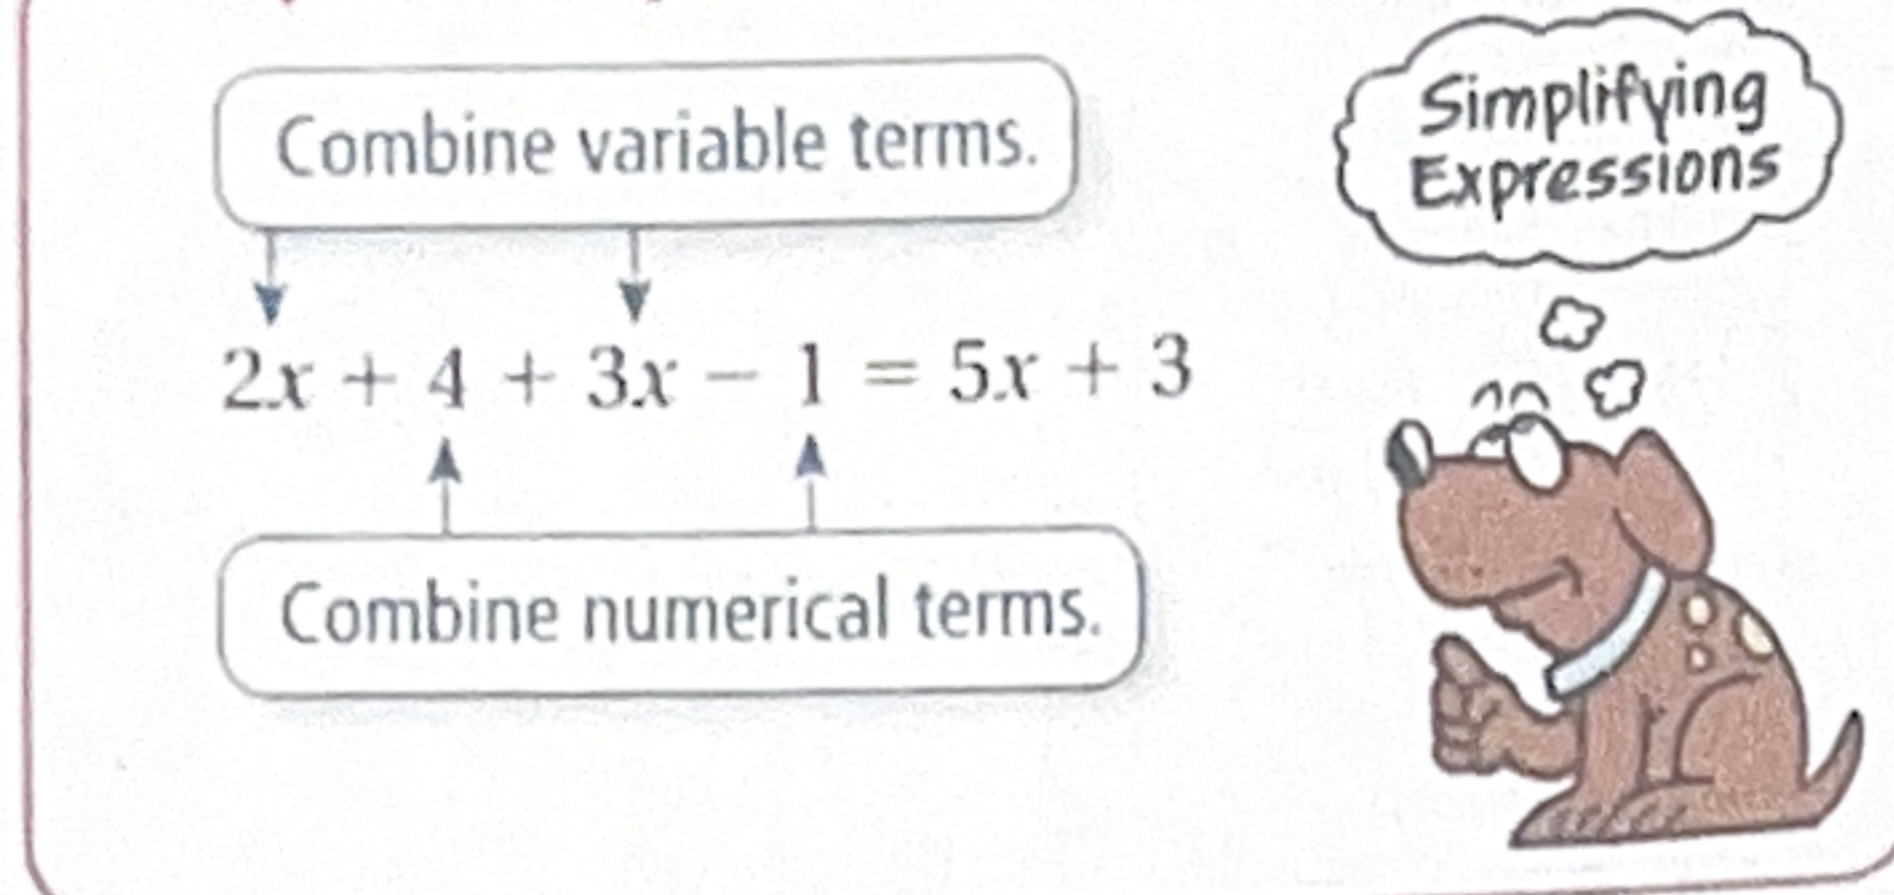 Combine variable terms.
Simplifying
Expressions
2x + 4 + 3x − 1 = 5x + 3
Combine numerical terms.